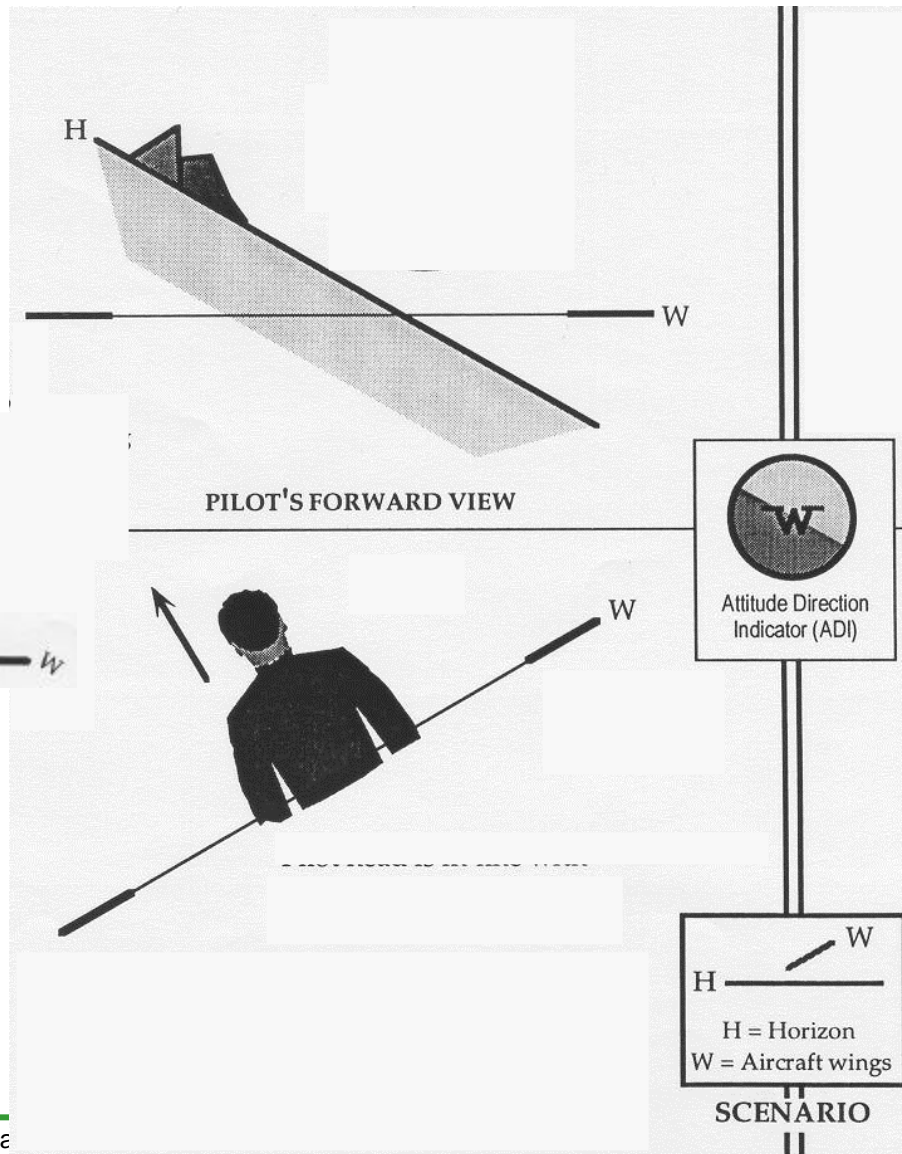 H
W
PILOT'S FORWARD VIEW
W
Attitude Direction
Indicator (ADI)
W
W
W
H
H = Horizon
W = Aircraft wings
SCENARIO